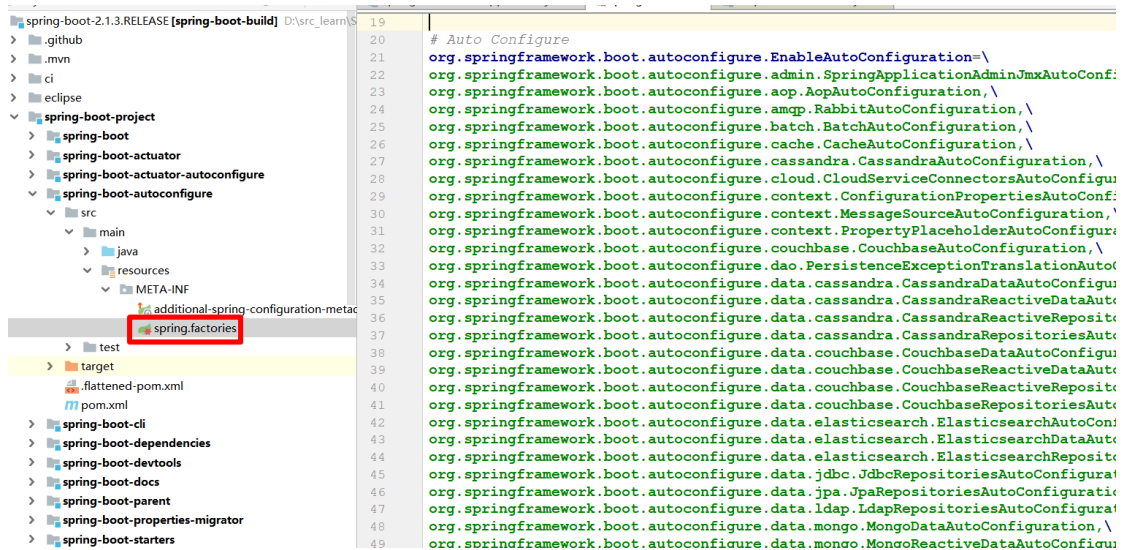 spring-boot-2.1.3.RELEASE [spring-boot-build] D:\src_learn\S
.github
.mvn
ci
eclipse
spring-boot-project
spring-boot
spring-boot-actuator
spring-boot-actuator-autoconfigure
spring-boot-autoconfigure
src
main
java
resources
META-INF
additional-spring-configuration-metad
spring.factories
test
target
.flattened-pom.xml
pom.xml
spring-boot-cli
spring-boot-dependencies
spring-boot-devtools
spring-boot-docs
spring-boot-parent
spring-boot-properties-migrator
spring-boot-starters
19
20 # Auto Configure
21 org.springframework.boot.autoconfigure.EnableAutoConfiguration=\
22 org.springframework.boot.autoconfigure.admin.SpringApplicationAdminJmxAutoConfi
23 org.springframework.boot.autoconfigure.aop.AopAutoConfiguration,\
24 org.springframework.boot.autoconfigure.amqp.RabbitAutoConfiguration,\
25 org.springframework.boot.autoconfigure.batch.BatchAutoConfiguration,\
26 org.springframework.boot.autoconfigure.cache.CacheAutoConfiguration,\
27 org.springframework.boot.autoconfigure.cassandra.CassandraAutoConfiguration,\
28 org.springframework.boot.autoconfigure.cloud.CloudServiceConnectorsAutoConfigur
29 org.springframework.boot.autoconfigure.context.ConfigurationPropertiesAutoConfi
30 org.springframework.boot.autoconfigure.context.MessageSourceAutoConfiguration,\
31 org.springframework.boot.autoconfigure.context.PropertyPlaceholderAutoConfigura
32 org.springframework.boot.autoconfigure.couchbase.CouchbaseAutoConfiguration,\
33 org.springframework.boot.autoconfigure.dao.PersistenceExceptionTranslationAutoC
34 org.springframework.boot.autoconfigure.data.cassandra.CassandraDataAutoConfigur
35 org.springframework.boot.autoconfigure.data.cassandra.CassandraReactiveDataAuto
36 org.springframework.boot.autoconfigure.data.cassandra.CassandraReactiveReposito
37 org.springframework.boot.autoconfigure.data.cassandra.CassandraRepositoriesAuto
38 org.springframework.boot.autoconfigure.data.couchbase.CouchbaseDataAutoConfigur
39 org.springframework.boot.autoconfigure.data.couchbase.CouchbaseReactiveDataAuto
40 org.springframework.boot.autoconfigure.data.couchbase.CouchbaseReactiveReposito
41 org.springframework.boot.autoconfigure.data.couchbase.CouchbaseRepositoriesAuto
42 org.springframework.boot.autoconfigure.data.elasticsearch.ElasticsearchAutoConf
43 org.springframework.boot.autoconfigure.data.elasticsearch.ElasticsearchDataAuto
44 org.springframework.boot.autoconfigure.data.elasticsearch.ElasticsearchReposito
45 org.springframework.boot.autoconfigure.data.jdbc.JdbcRepositoriesAutoConfigurat
46 org.springframework.boot.autoconfigure.data.jpa.JpaRepositoriesAutoConfiguratio
47 org.springframework.boot.autoconfigure.data.ldap.LdapRepositoriesAutoConfigurat
48 org.springframework.boot.autoconfigure.data.mongo.MongoDataAutoConfiguration,\
49 org.springframework.boot.autoconfigure.data.mongo.MongoReactiveDataAutoConfigur